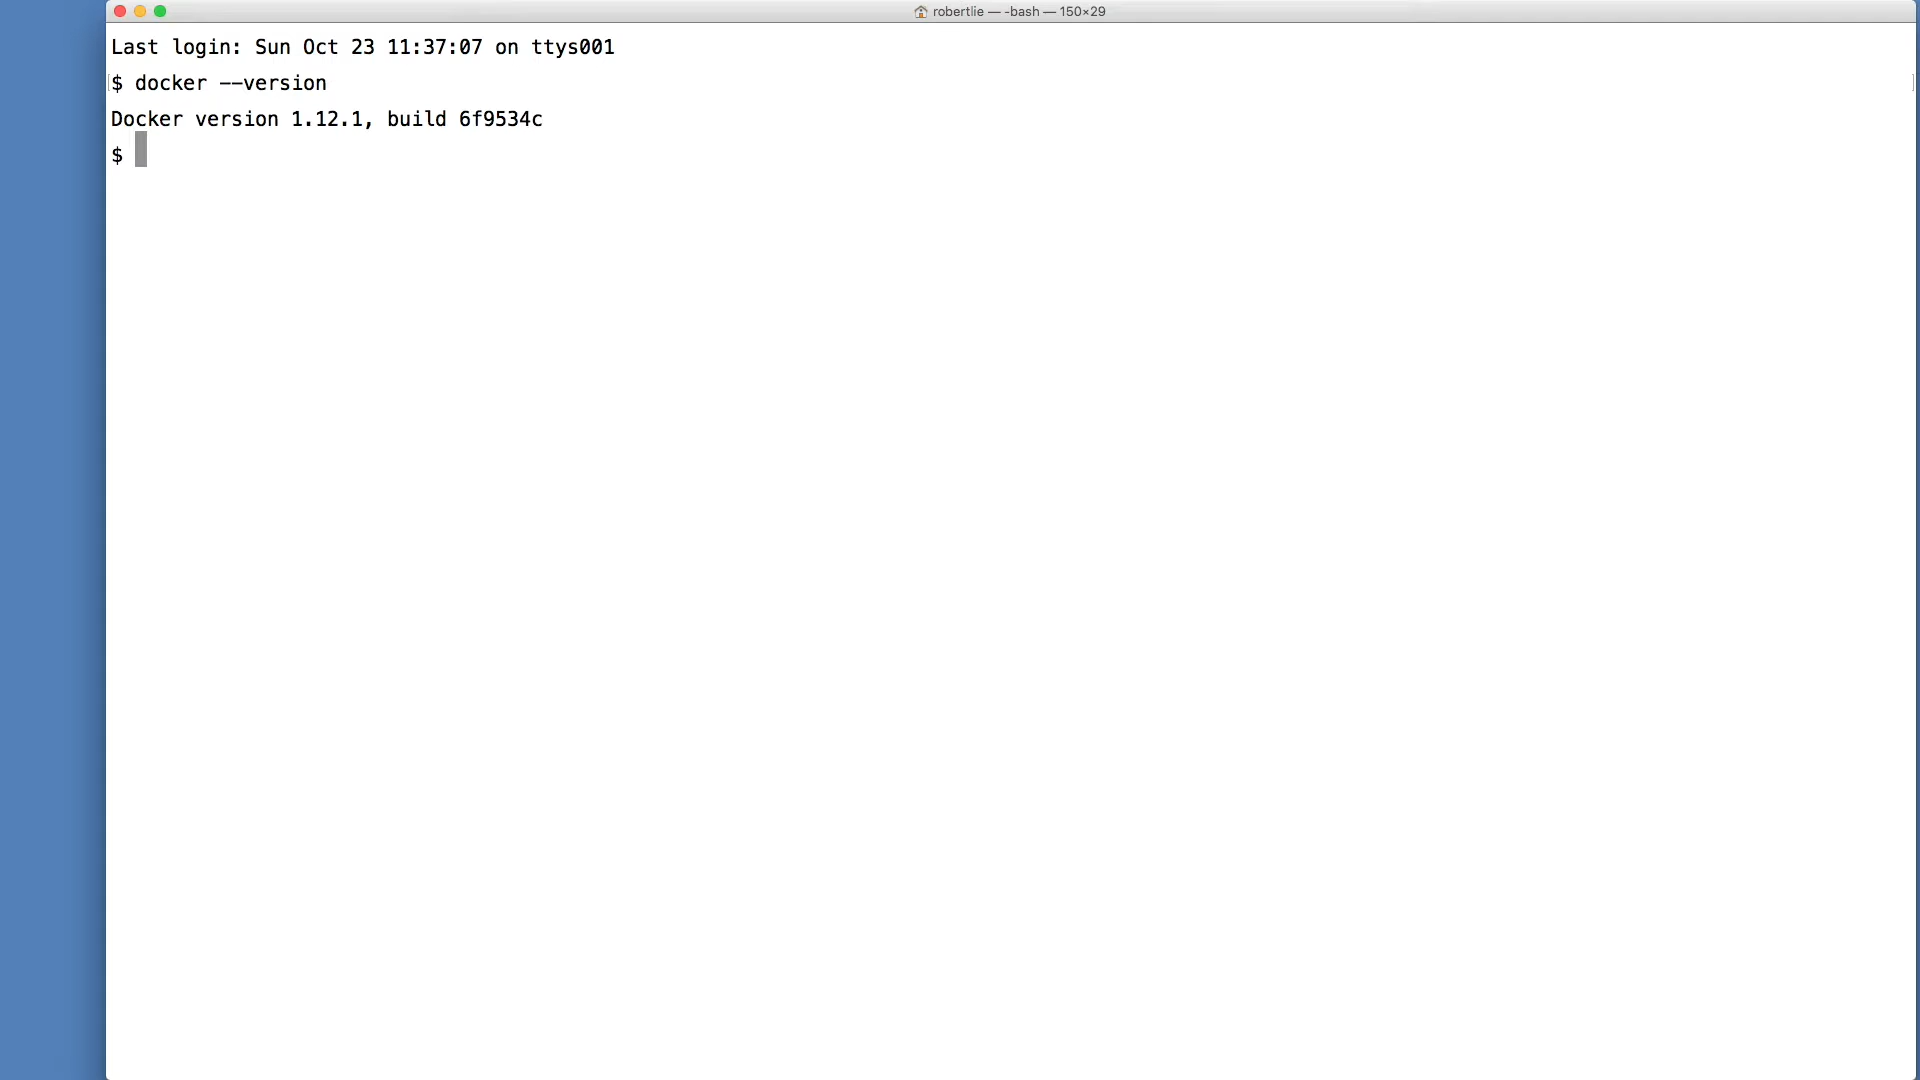 robertlie — -bash — 150×29
Last login: Sun Oct 23 11:37:07 on ttys001
$ docker --version
Docker version 1.12.1, build 6f9534c
$